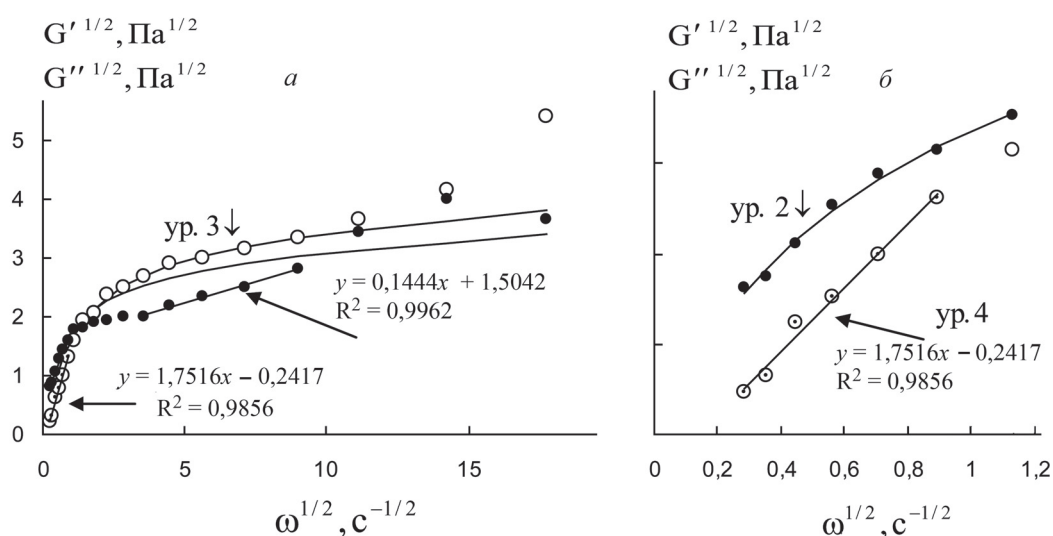 G′ ¹/², Па¹/²
G″ ¹/², Па¹/² а
5
4
3
2
1
0
ур. 3
y = 0,1444x + 1,5042
R² = 0,9962
y = 1,7516x – 0,2417
R² = 0,9856
0 5 10 15
ω¹/², с⁻¹/²
G′ ¹/², Па¹/²
G″ ¹/², Па¹/² б
ур. 2
ур. 4
y = 1,7516x – 0,2417
R² = 0,9856
0 0,2 0,4 0,6 0,8 1 1,2
ω¹/², с⁻¹/²